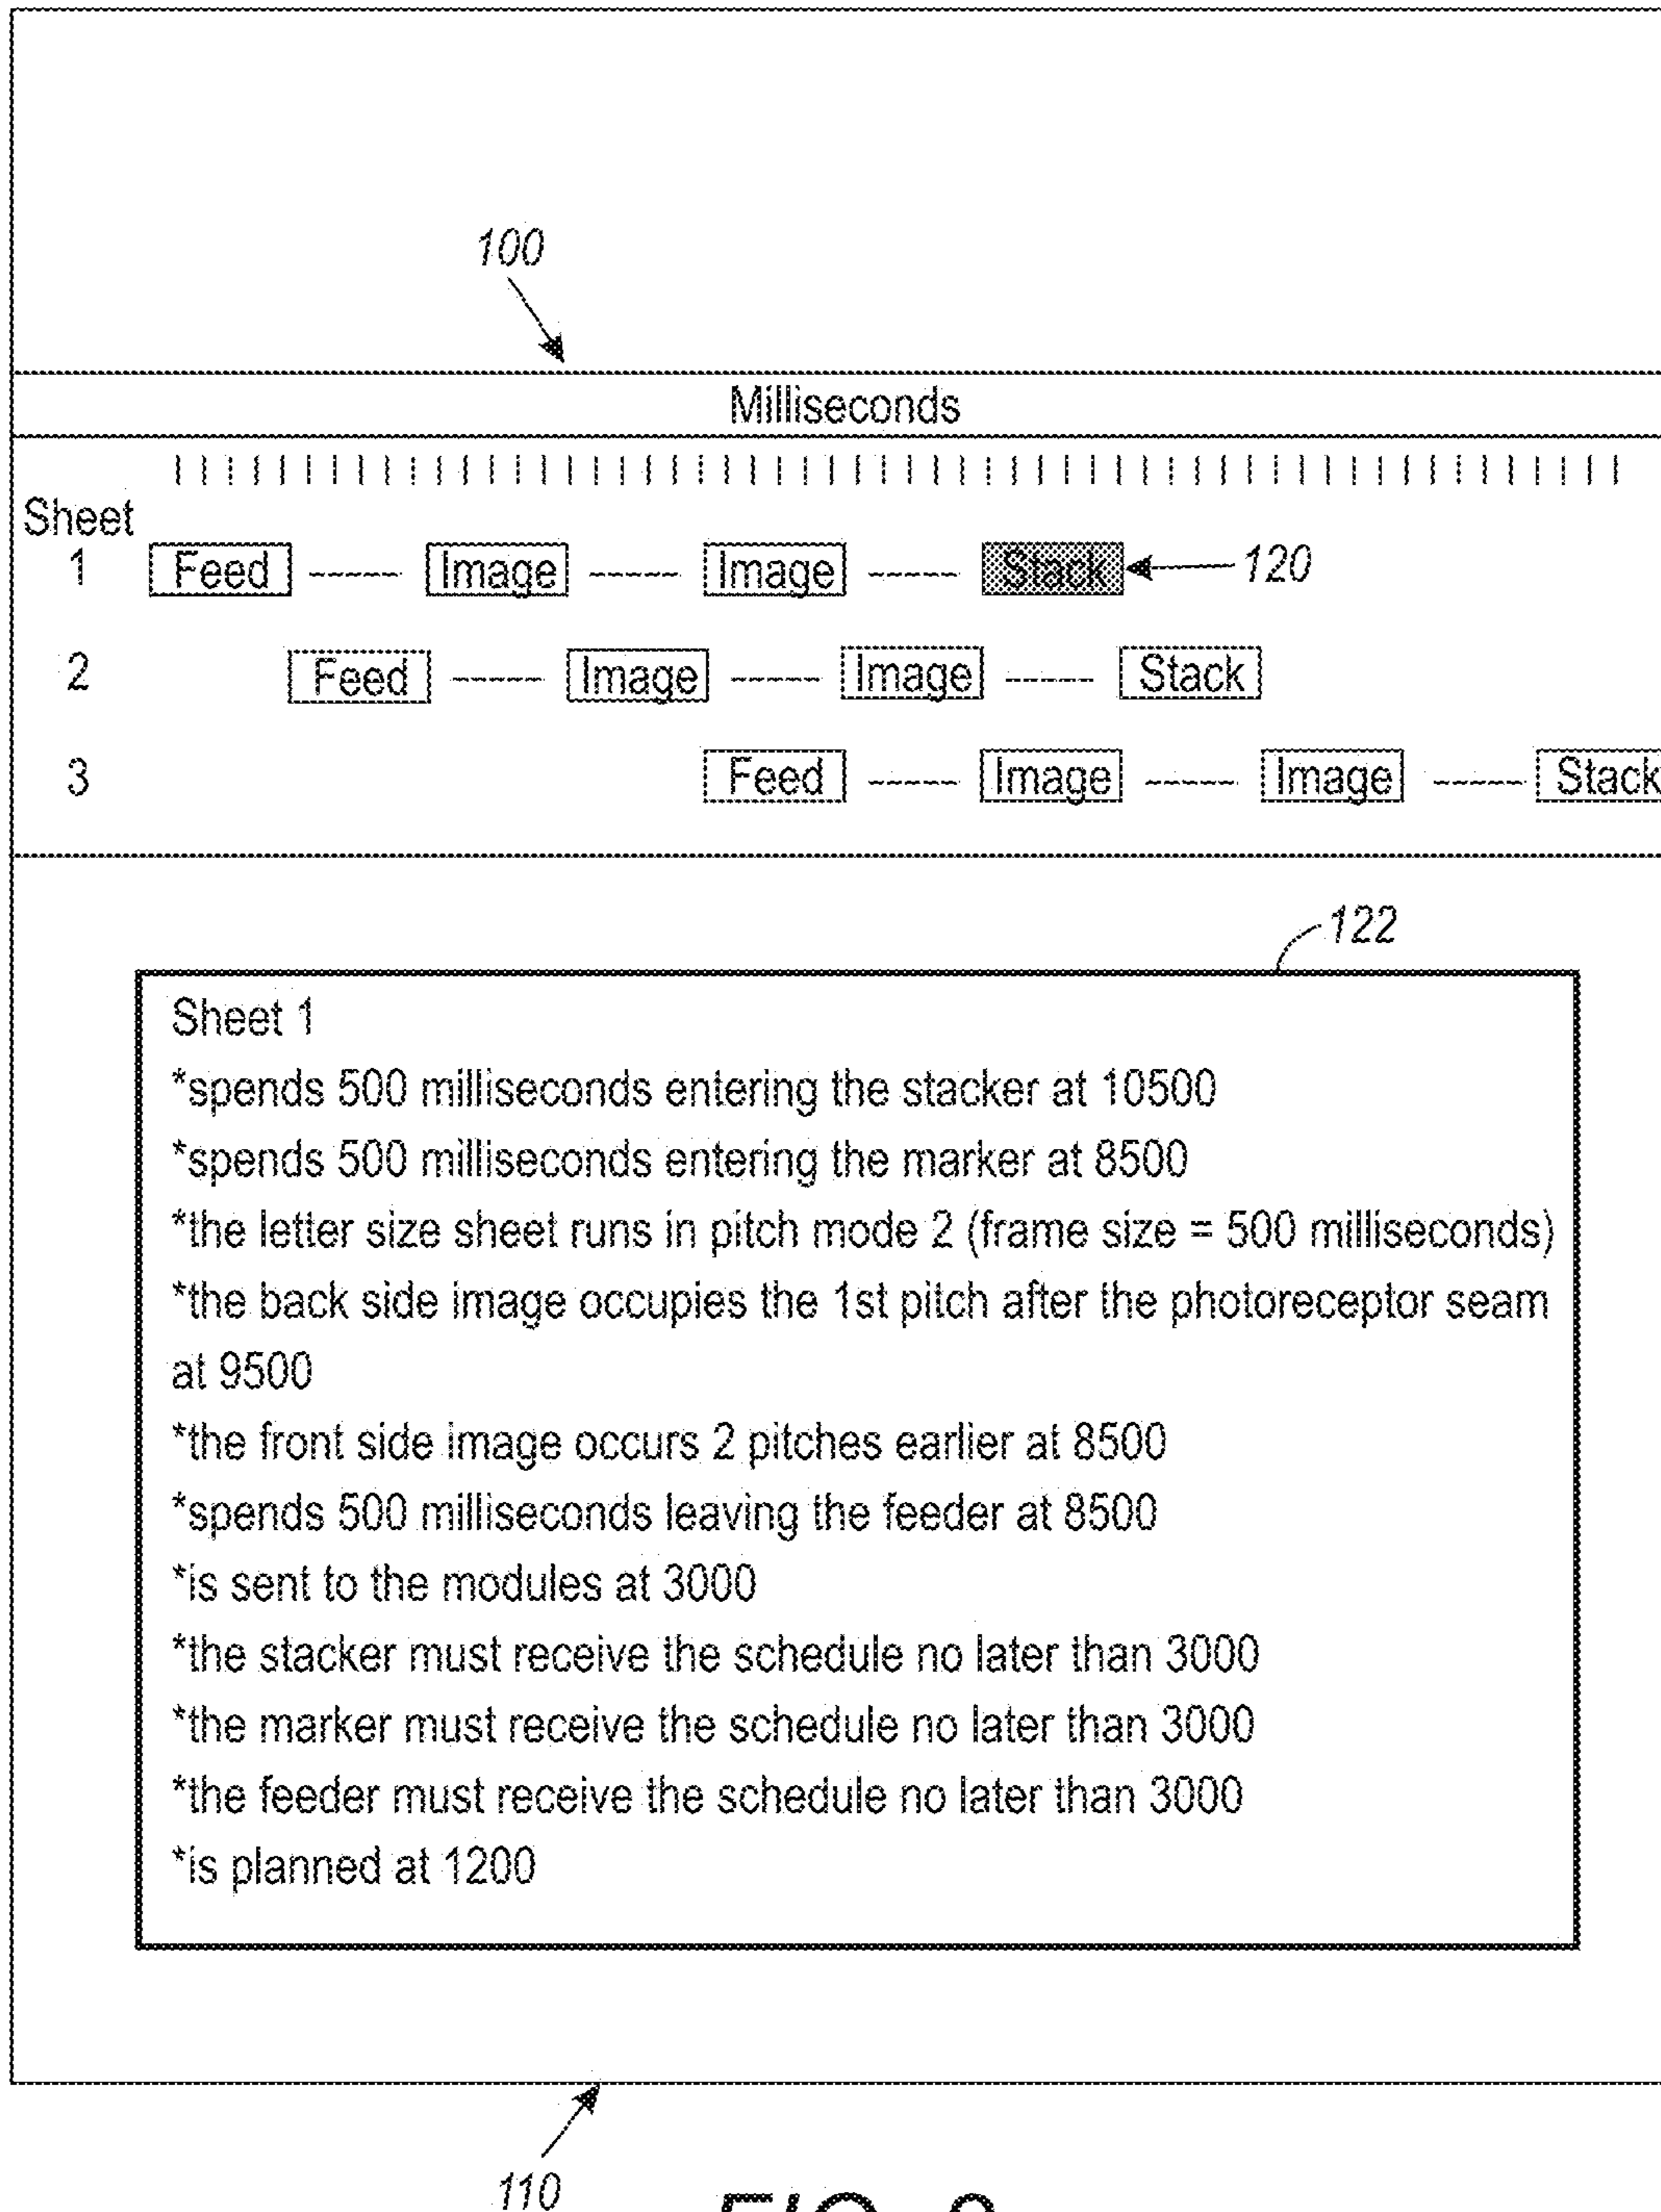 100
Milliseconds
Sheet
1 Feed Image Image Stack 120
2 Feed Image Image Stack
3 Feed Image Image Stack
122
Sheet 1
*spends 500 milliseconds entering the stacker at 10500
*spends 500 milliseconds entering the marker at 8500
*the letter size sheet runs in pitch mode 2 (frame size = 500 milliseconds)
*the back side image occupies the 1st pitch after the photoreceptor seam
at 9500
*the front side image occurs 2 pitches earlier at 8500
*spends 500 milliseconds leaving the feeder at 8500
*is sent to the modules at 3000
*the stacker must receive the schedule no later than 3000
*the marker must receive the schedule no later than 3000
*the feeder must receive the schedule no later than 3000
*is planned at 1200
110
FIG.